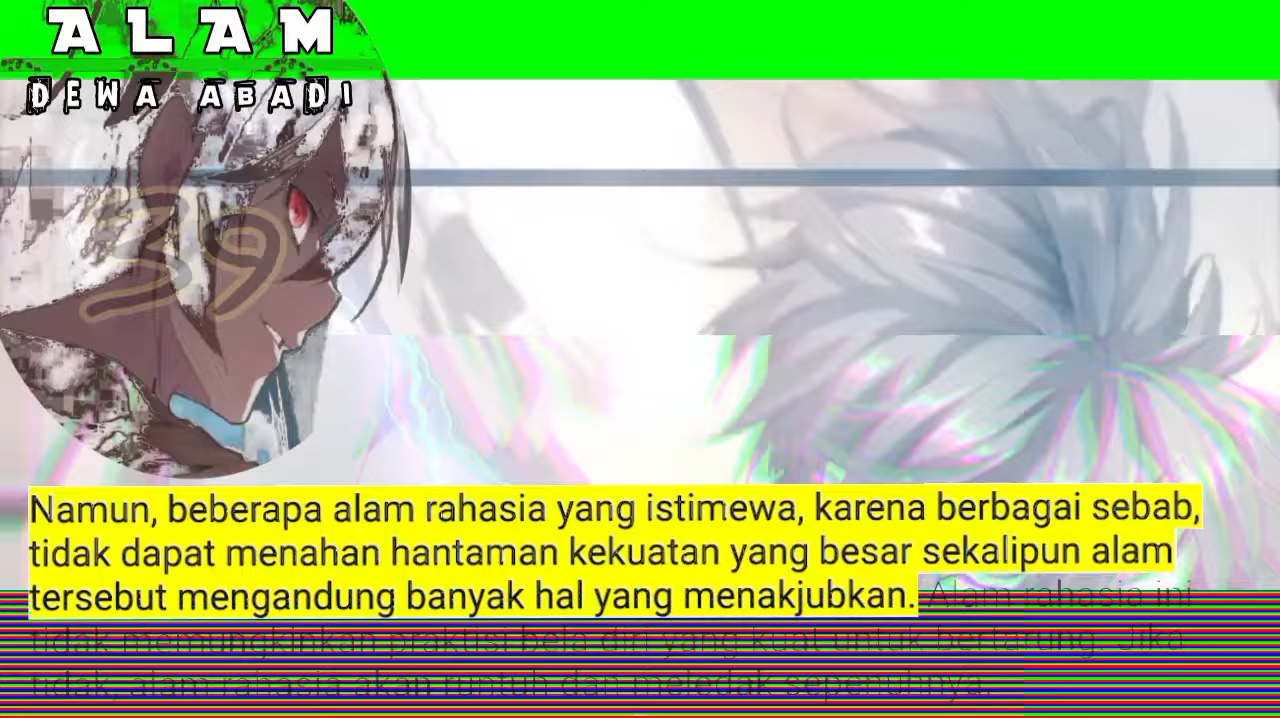 ALAM
DEWA ABADI
39
Namun, beberapa alam rahasia yang istimewa, karena berbagai sebab,
tidak dapat menahan hantaman kekuatan yang besar sekalipun alam
tersebut mengandung banyak hal yang menakjubkan. Alam rahasia ini
tidak memungkinkan praktisi bela diri yang kuat untuk bertarung. Jika
tidak, alam rahasia akan runtuh dan meledak sepenuhnya.